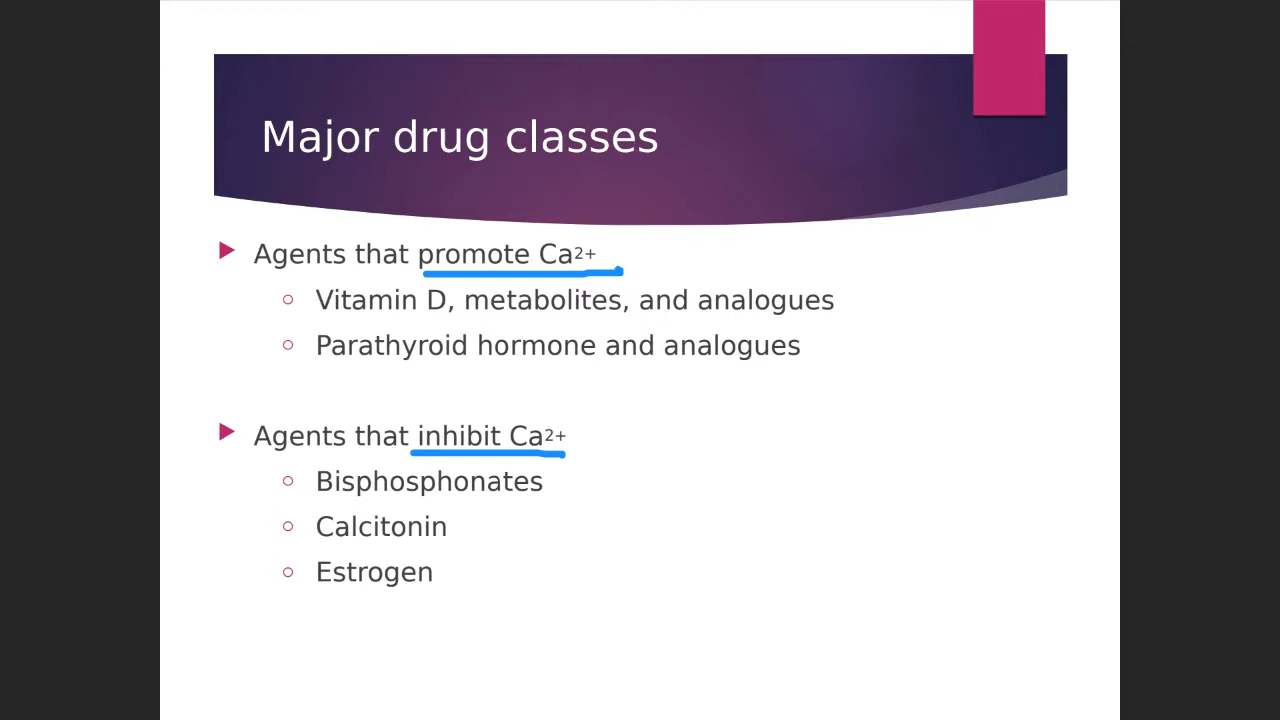 Major drug classes
Agents that promote Ca2+
Vitamin D, metabolites, and analogues
Parathyroid hormone and analogues
Agents that inhibit Ca2+
Bisphosphonates
Calcitonin
Estrogen